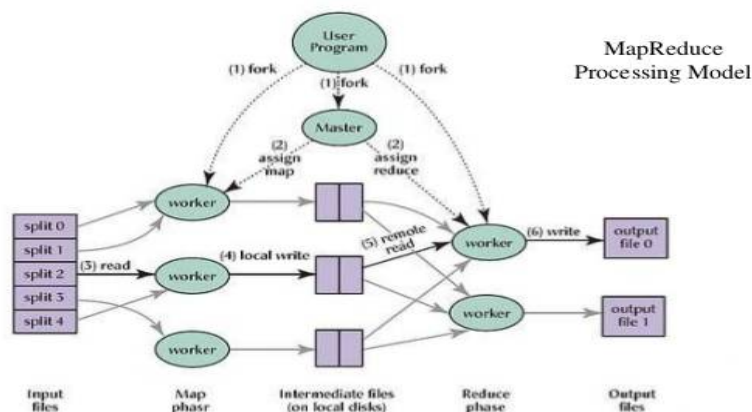 User
Program
MapReduce
Processing Model
(1) fork
(1) fork
(1) fork
Master
(2)
assign
map
(2)
assign
reduce
worker
split 0
split 1
split 2
split 3
split 4
(3) read
worker
(4) local write
(5) remote
read
worker
(6) write
output
file 0
worker
output
file 1
worker
Input
files
Map
phasr
Intermediate files
(on local disks)
Reduce
phase
Output
files